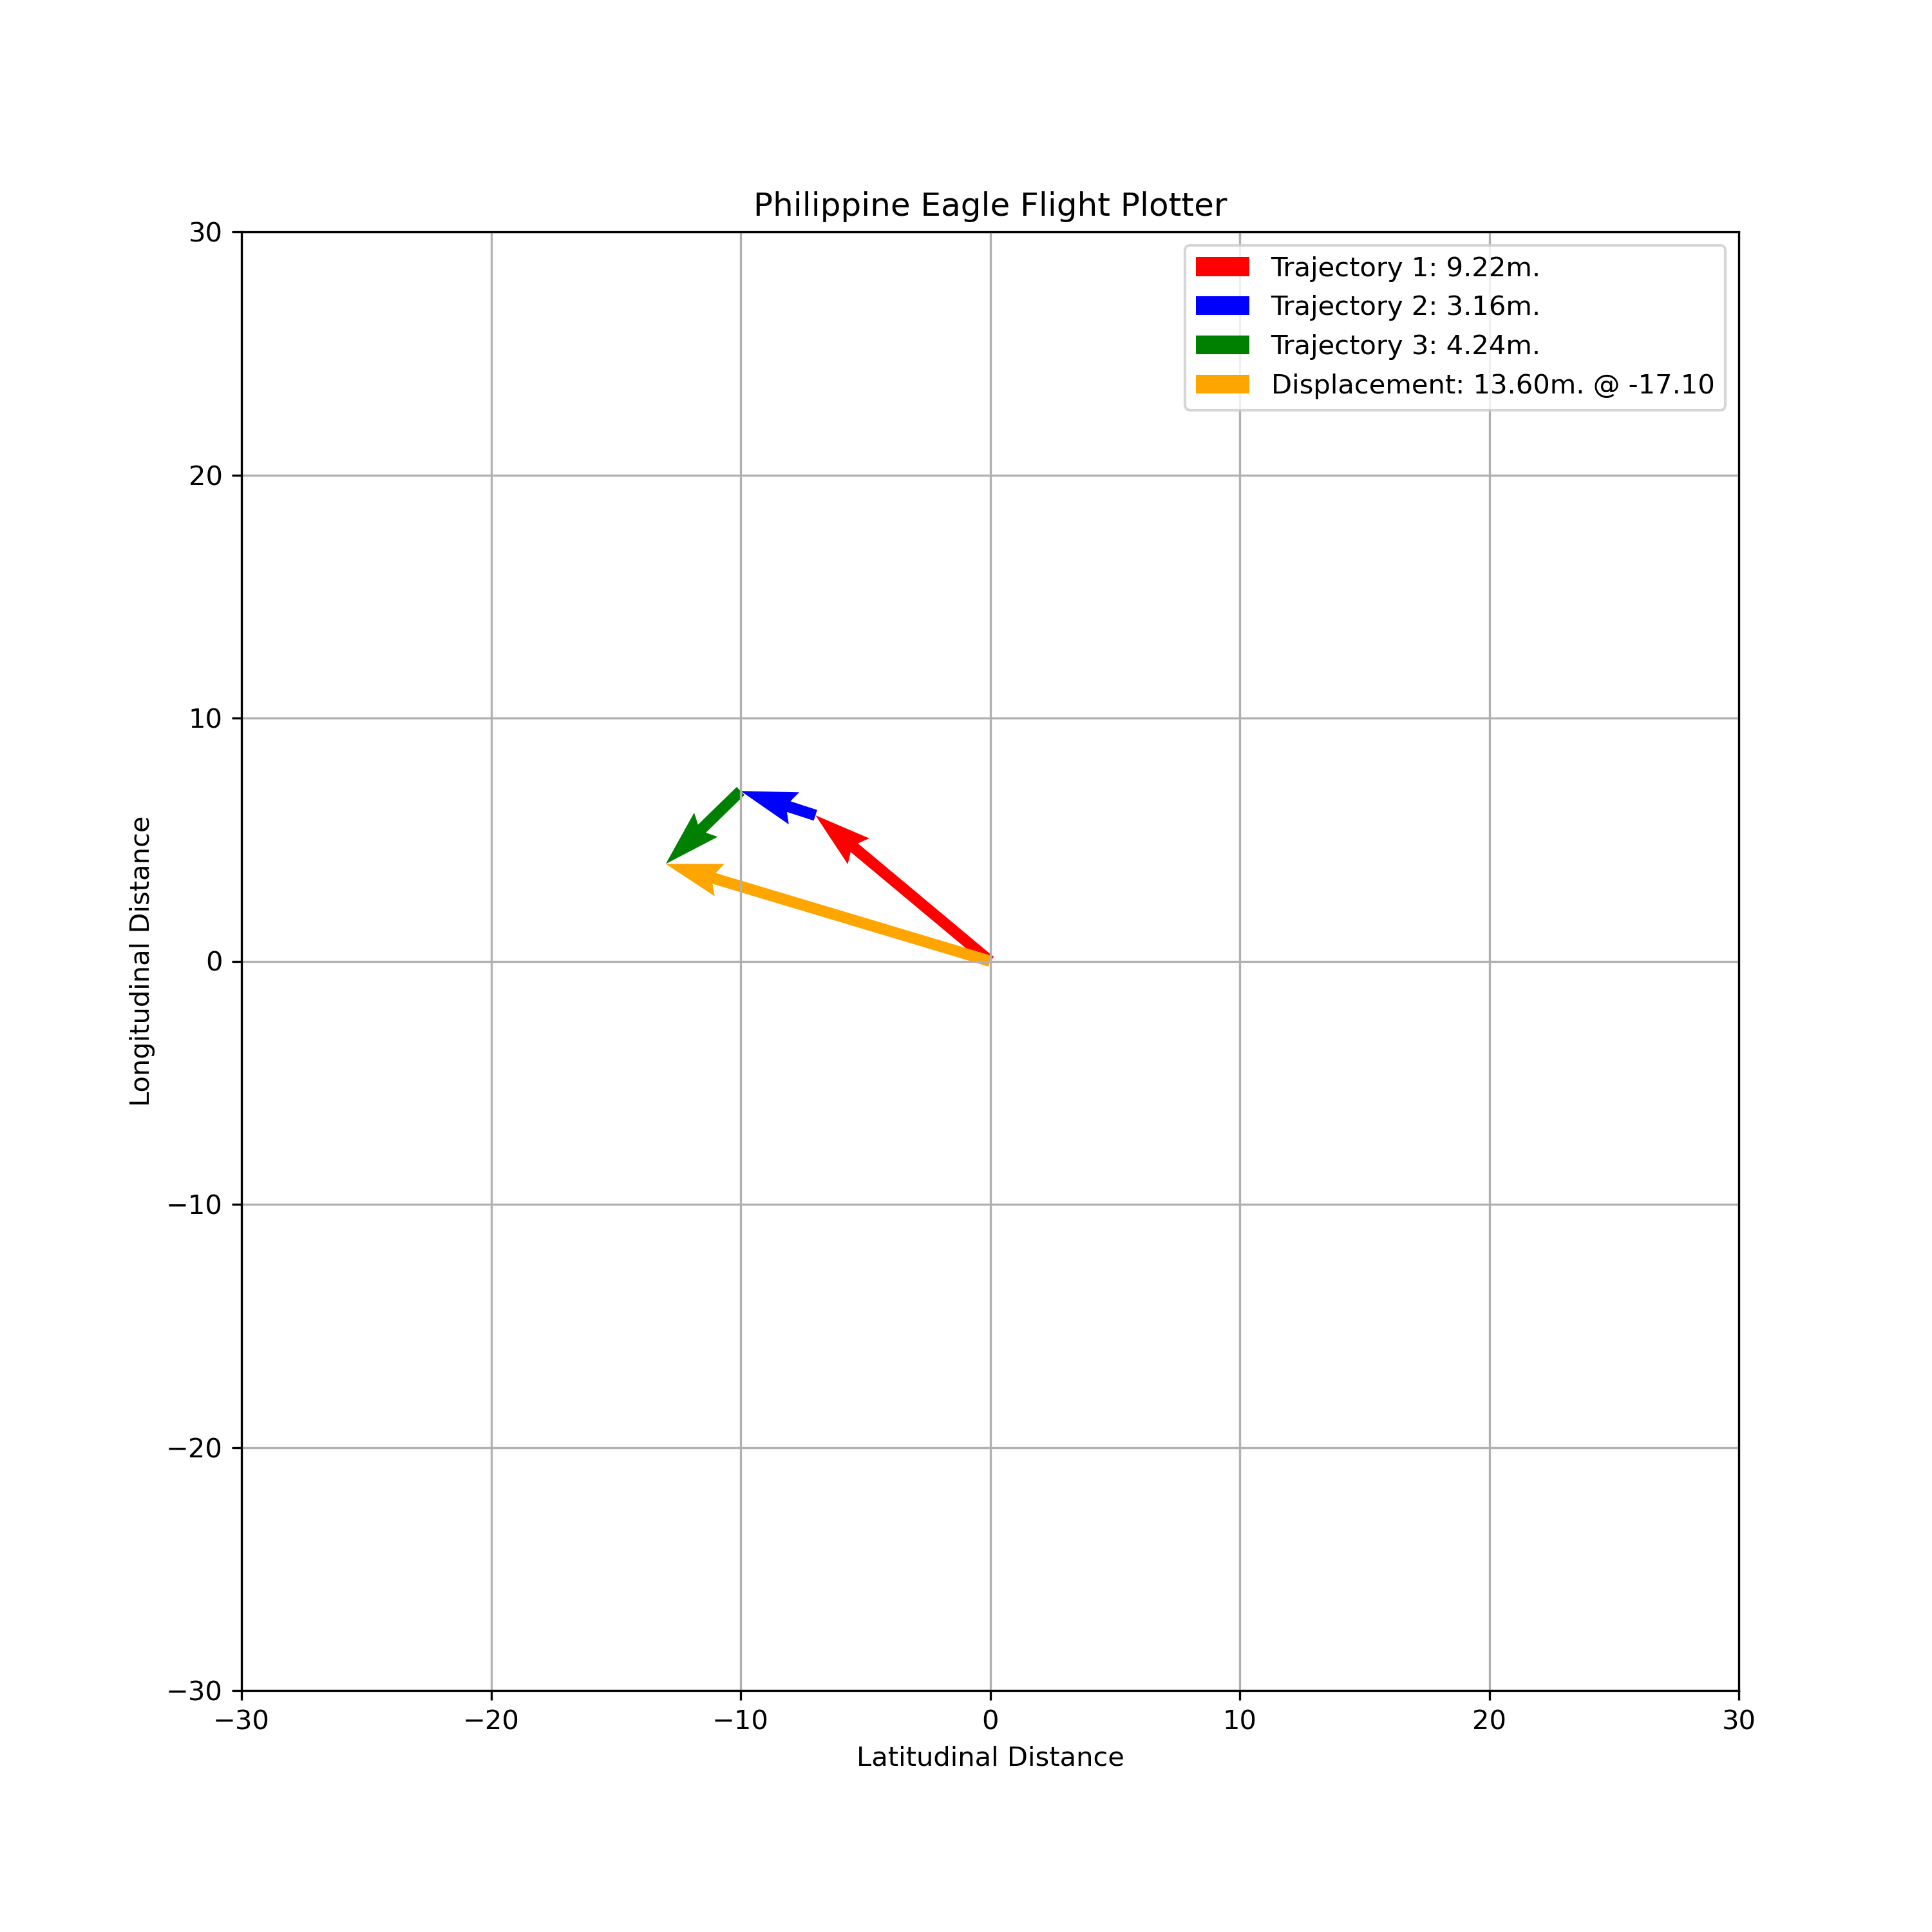 Philippine Eagle Flight Plotter
30
20
10
0
−10
−20
−30
Longitudinal Distance
Trajectory 1: 9.22m.
Trajectory 2: 3.16m.
Trajectory 3: 4.24m.
Displacement: 13.60m. @ -17.10
−30 −20 −10 0 10 20 30
Latitudinal Distance